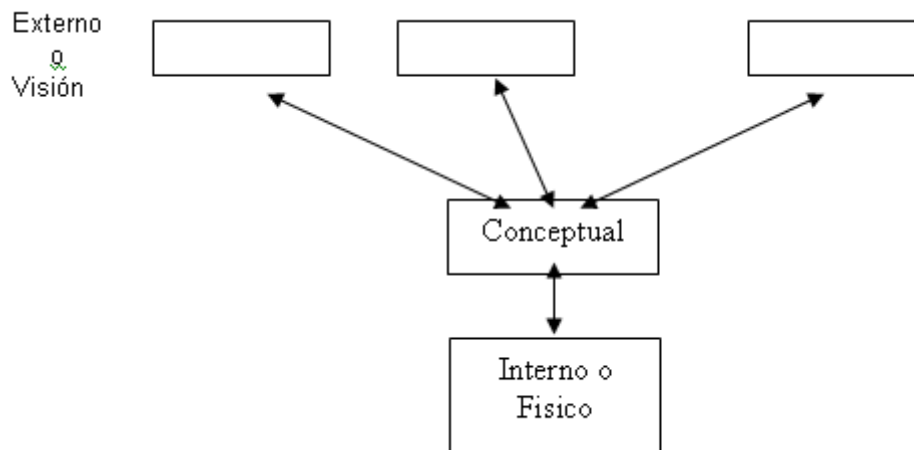 Externo
o
Visión
Conceptual
Interno o
Fisico